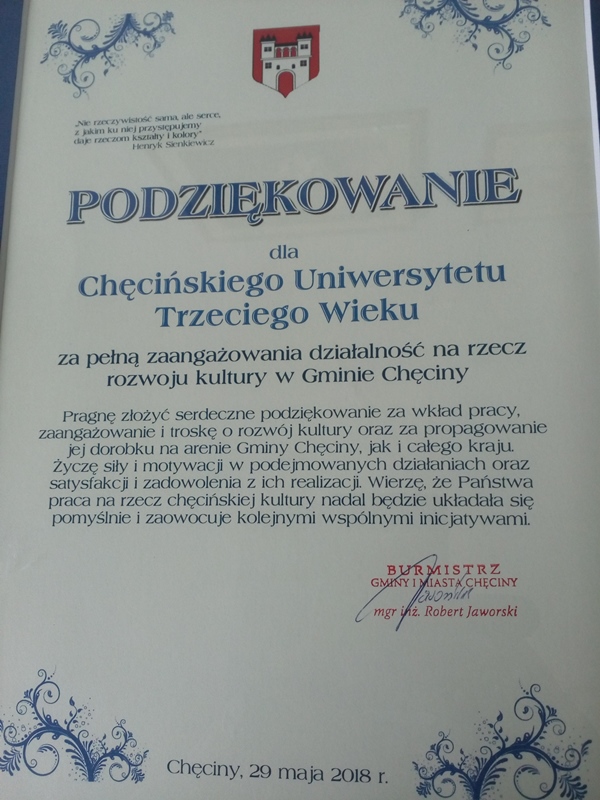 „Nie rzeczywistość sama, ale serce,
z jakim ku niej przystępujemy
daje rzeczom kształty i kolory"
Henryk Sienkiewicz
PODZIĘKOWANIE
dla
Chęcińskiego Uniwersytetu
Trzeciego Wieku
za pełną zaangażowania działalność na rzecz
rozwoju kultury w Gminie Chęciny
Pragnę złożyć serdeczne podziękowanie za wkład pracy,
zaangażowanie i troskę o rozwój kultury oraz za propagowanie
jej dorobku na arenie Gminy Chęciny, jak i całego kraju.
Życzę siły i motywacji w podejmowanych działaniach oraz
satysfakcji i zadowolenia z ich realizacji. Wierzę, że Państwa
praca na rzecz chęcińskiej kultury nadal będzie układała się
pomyślnie i zaowocuje kolejnymi wspólnymi inicjatywami.
BURMISTRZ
GMINY I MIASTA CHĘCINY
mgr inż. Robert Jaworski
Chęciny, 29 maja 2018 r.